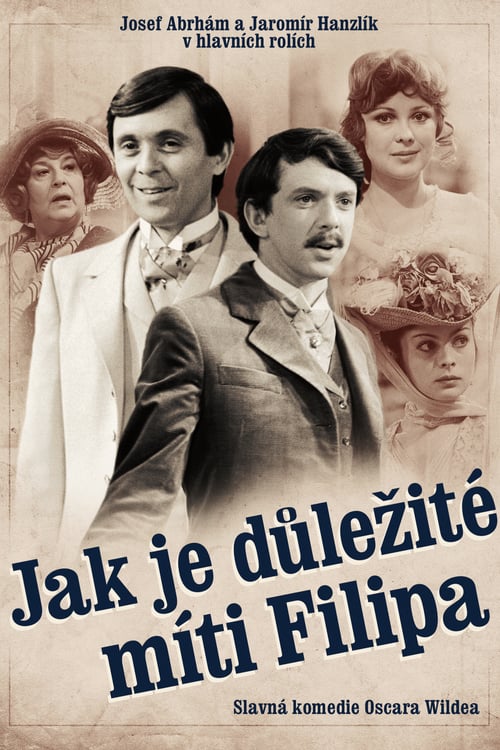 Josef Abrhám a Jaromír Hanzlík
v hlavních rolích
Jak je důležité
míti Filipa
Slavná komedie Oscara Wildea